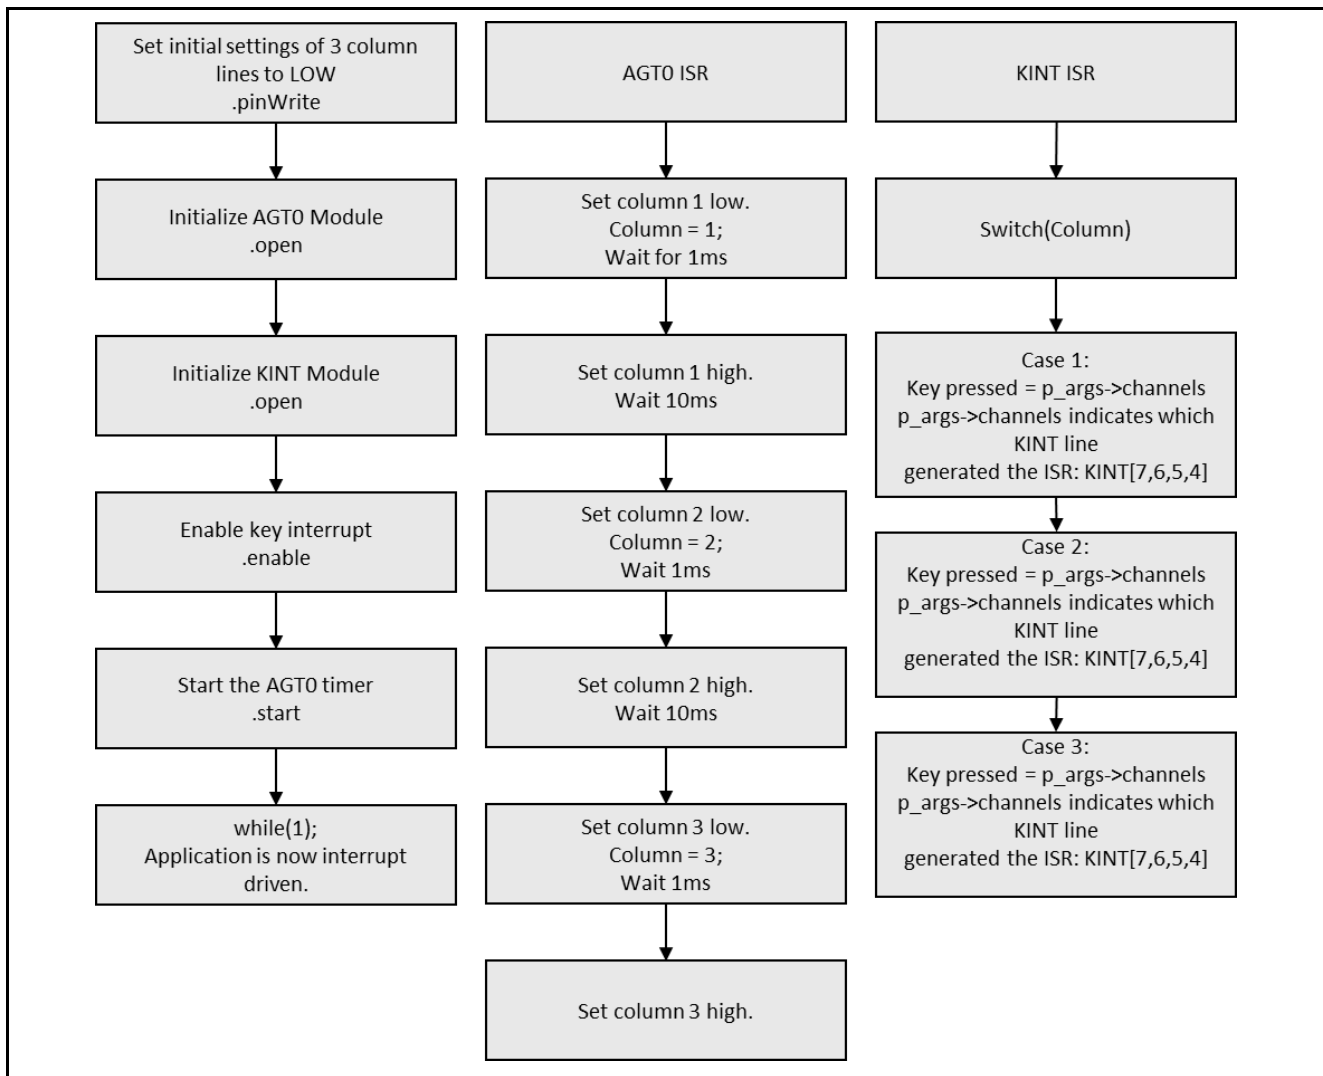 Set initial settings of 3 column
lines to LOW
.pinWrite
Initialize AGT0 Module
.open
Initialize KINT Module
.open
Enable key interrupt
.enable
Start the AGT0 timer
.start
while(1);
Application is now interrupt
driven.
AGT0 ISR
Set column 1 low.
Column = 1;
Wait for 1ms
Set column 1 high.
Wait 10ms
Set column 2 low.
Column = 2;
Wait 1ms
Set column 2 high.
Wait 10ms
Set column 3 low.
Column = 3;
Wait 1ms
Set column 3 high.
KINT ISR
Switch(Column)
Case 1:
Key pressed = p_args->channels
p_args->channels indicates which
KINT line
generated the ISR: KINT[7,6,5,4]
Case 2:
Key pressed = p_args->channels
p_args->channels indicates which
KINT line
generated the ISR: KINT[7,6,5,4]
Case 3:
Key pressed = p_args->channels
p_args->channels indicates which
KINT line
generated the ISR: KINT[7,6,5,4]